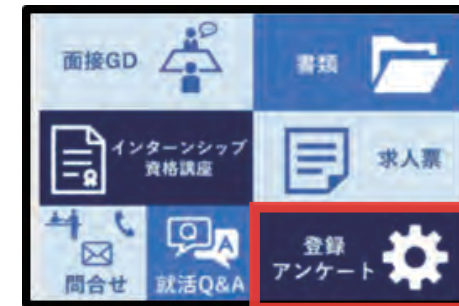 面接GD
書類
インターンシップ
資格講座
求人票
問合せ
Q
A
就活Q&A
登録
アンケート